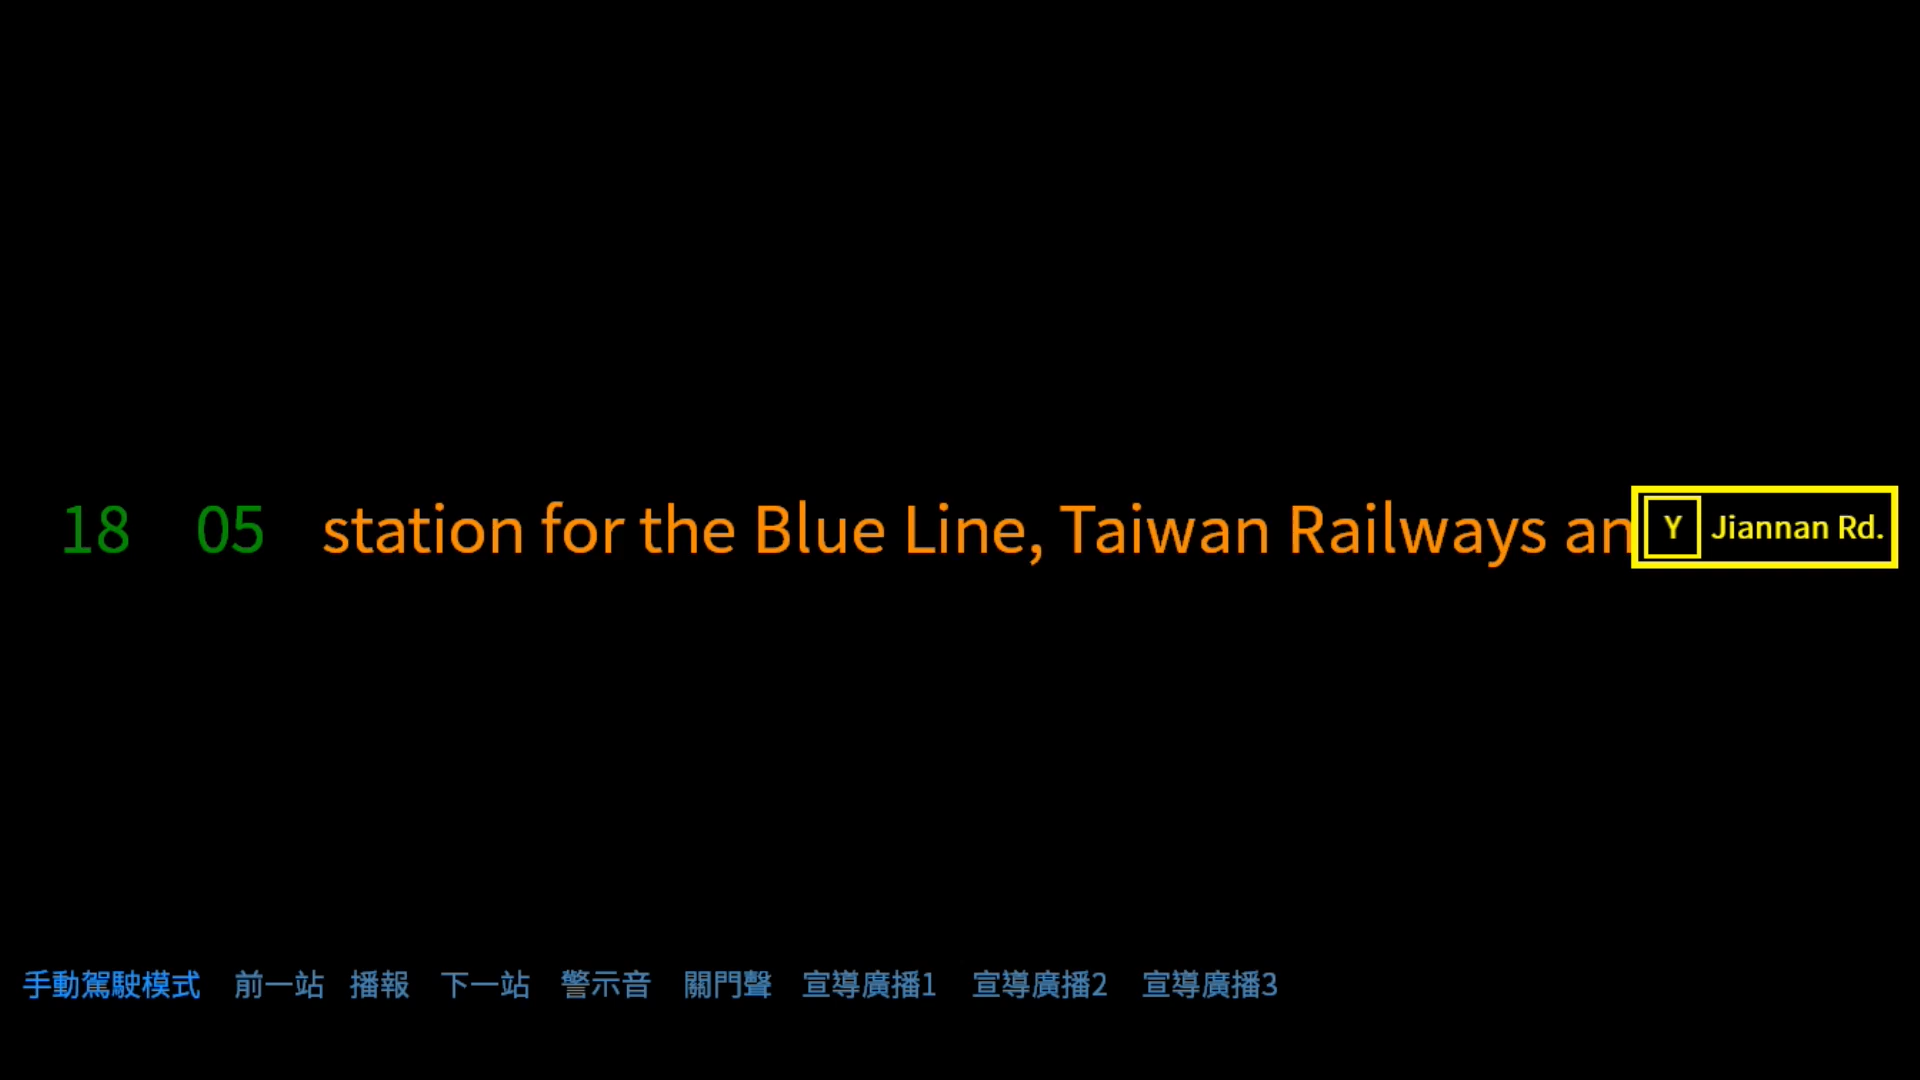 18 05 station for the Blue Line, Taiwan Railways an Y Jiannan Rd.
手動駕駛模式 前一站 播報 下一站 警示音 關門聲 宣導廣播1 宣導廣播2 宣導廣播3